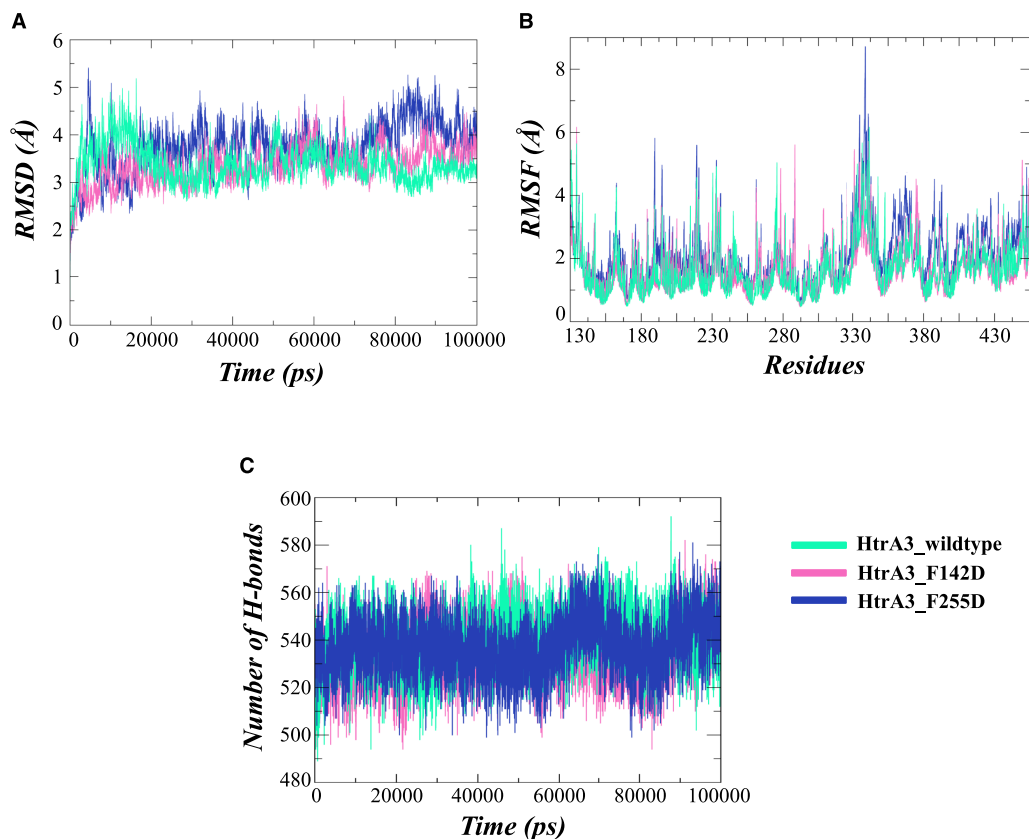 A
RMSD (Å)
6
5
4
3
2
1
0
0 20000 40000 60000 80000 100000
Time (ps)
B
RMSF (Å)
8
6
4
2
0
130 180 230 280 330 380 430
Residues
C
Number of H-bonds
600
580
560
540
520
500
480
0 20000 40000 60000 80000 100000
Time (ps)
HtrA3_wildtype
HtrA3_F142D
HtrA3_F255D